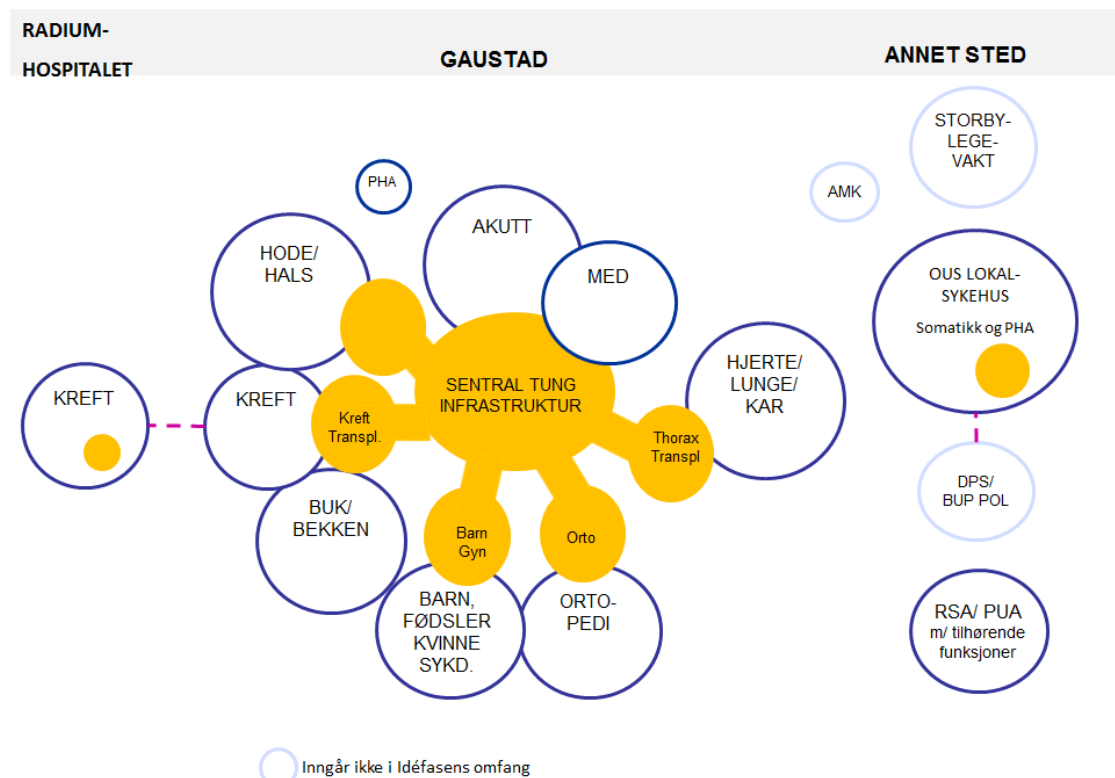 RADIUM-
HOSPITALET
GAUSTAD
ANNET STED
STORBY-
LEGE-
VAKT
PHA
AMK
AKUTT
HODE/
HALS
MED
OUS LOKAL-
SYKEHUS
Somatikk og PHA
HJERTE/
LUNGE/
KAR
SENTRAL TUNG
INFRASTRUKTUR
KREFT
KREFT
Kreft
Transpl.
Thorax
Transpl
DPS/
BUP POL
BUK/
BEKKEN
Barn
Gyn
Orto
BARN,
FØDSLER
KVINNE
SYKD.
ORTO-
PEDI
RSA/ PUA
m/ tilhørende
funksjoner
Inngår ikke i Idéfasens omfang